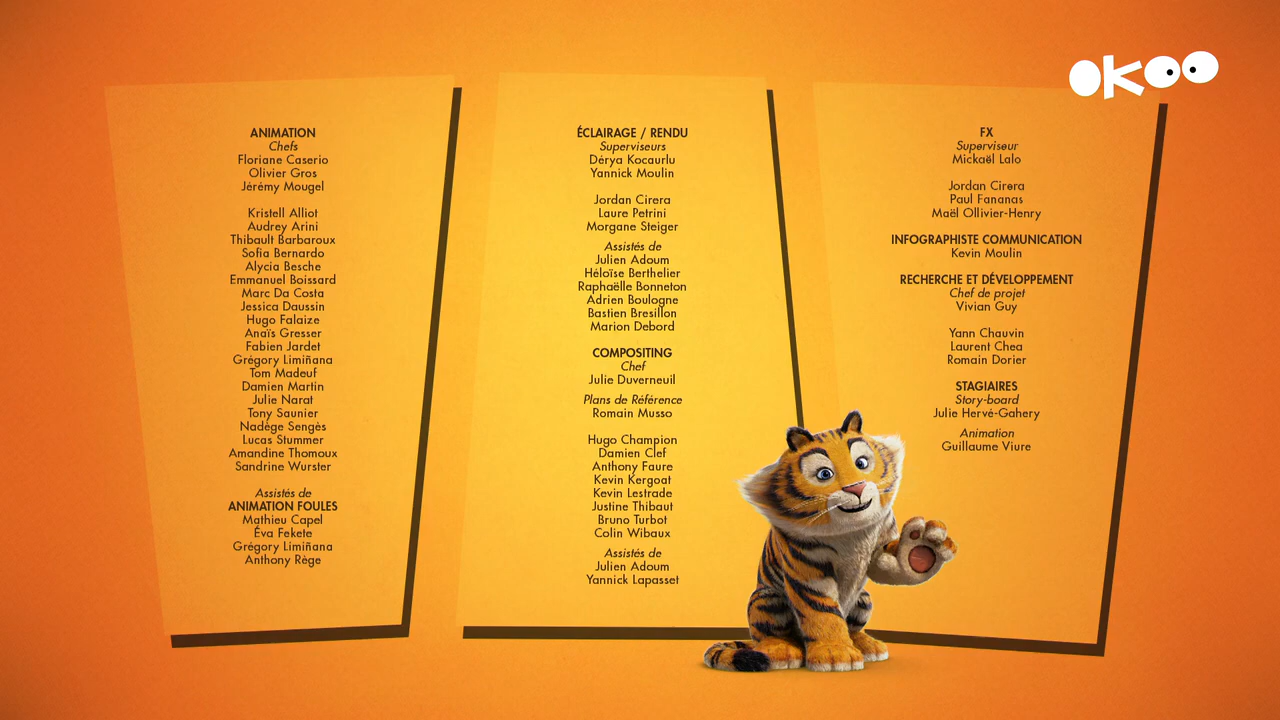 ANIMATION
Chefs
Floriane Caserio
Olivier Gros
Jérémy Mougel
Kristell Alliot
Audrey Arini
Thibault Barbaroux
Sofia Bernardo
Alycia Besche
Emmanuel Boissard
Marc Da Costa
Jessica Daussin
Hugo Falaize
Anaïs Gresser
Fabien Jardet
Grégory Limiñana
Tom Madeuf
Damien Martin
Julie Narat
Tony Saunier
Nadège Sengès
Lucas Stummer
Amandine Thomoux
Sandrine Wurster
Assistés de
ANIMATION FOULES
Mathieu Capel
Éva Fekete
Grégory Limiñana
Anthony Rège
ÉCLAIRAGE / RENDU
Superviseurs
Dérya Kocaurlu
Yannick Moulin
Jordan Cirera
Laure Petrini
Morgane Steiger
Assistés de
Julien Adoum
Héloïse Berthelier
Raphaëlle Bonneton
Adrien Boulogne
Bastien Bresillon
Marion Debord
COMPOSITING
Chef
Julie Duverneuil
Plans de Référence
Romain Musso
Hugo Champion
Damien Clef
Anthony Faure
Kevin Kergoat
Kevin Lestrade
Justine Thibaut
Bruno Turbot
Colin Wibaux
Assistés de
Julien Adoum
Yannick Lapasset
OKOO
FX
Superviseur
Mickaël Lalo
Jordan Cirera
Paul Fananas
Maël Ollivier-Henry
INFOGRAPHISTE COMMUNICATION
Kevin Moulin
RECHERCHE ET DÉVELOPPEMENT
Chef de projet
Vivian Guy
Yann Chauvin
Laurent Chea
Romain Dorier
STAGIAIRES
Story-board
Julie Hervé-Gahery
Animation
Guillaume Viure